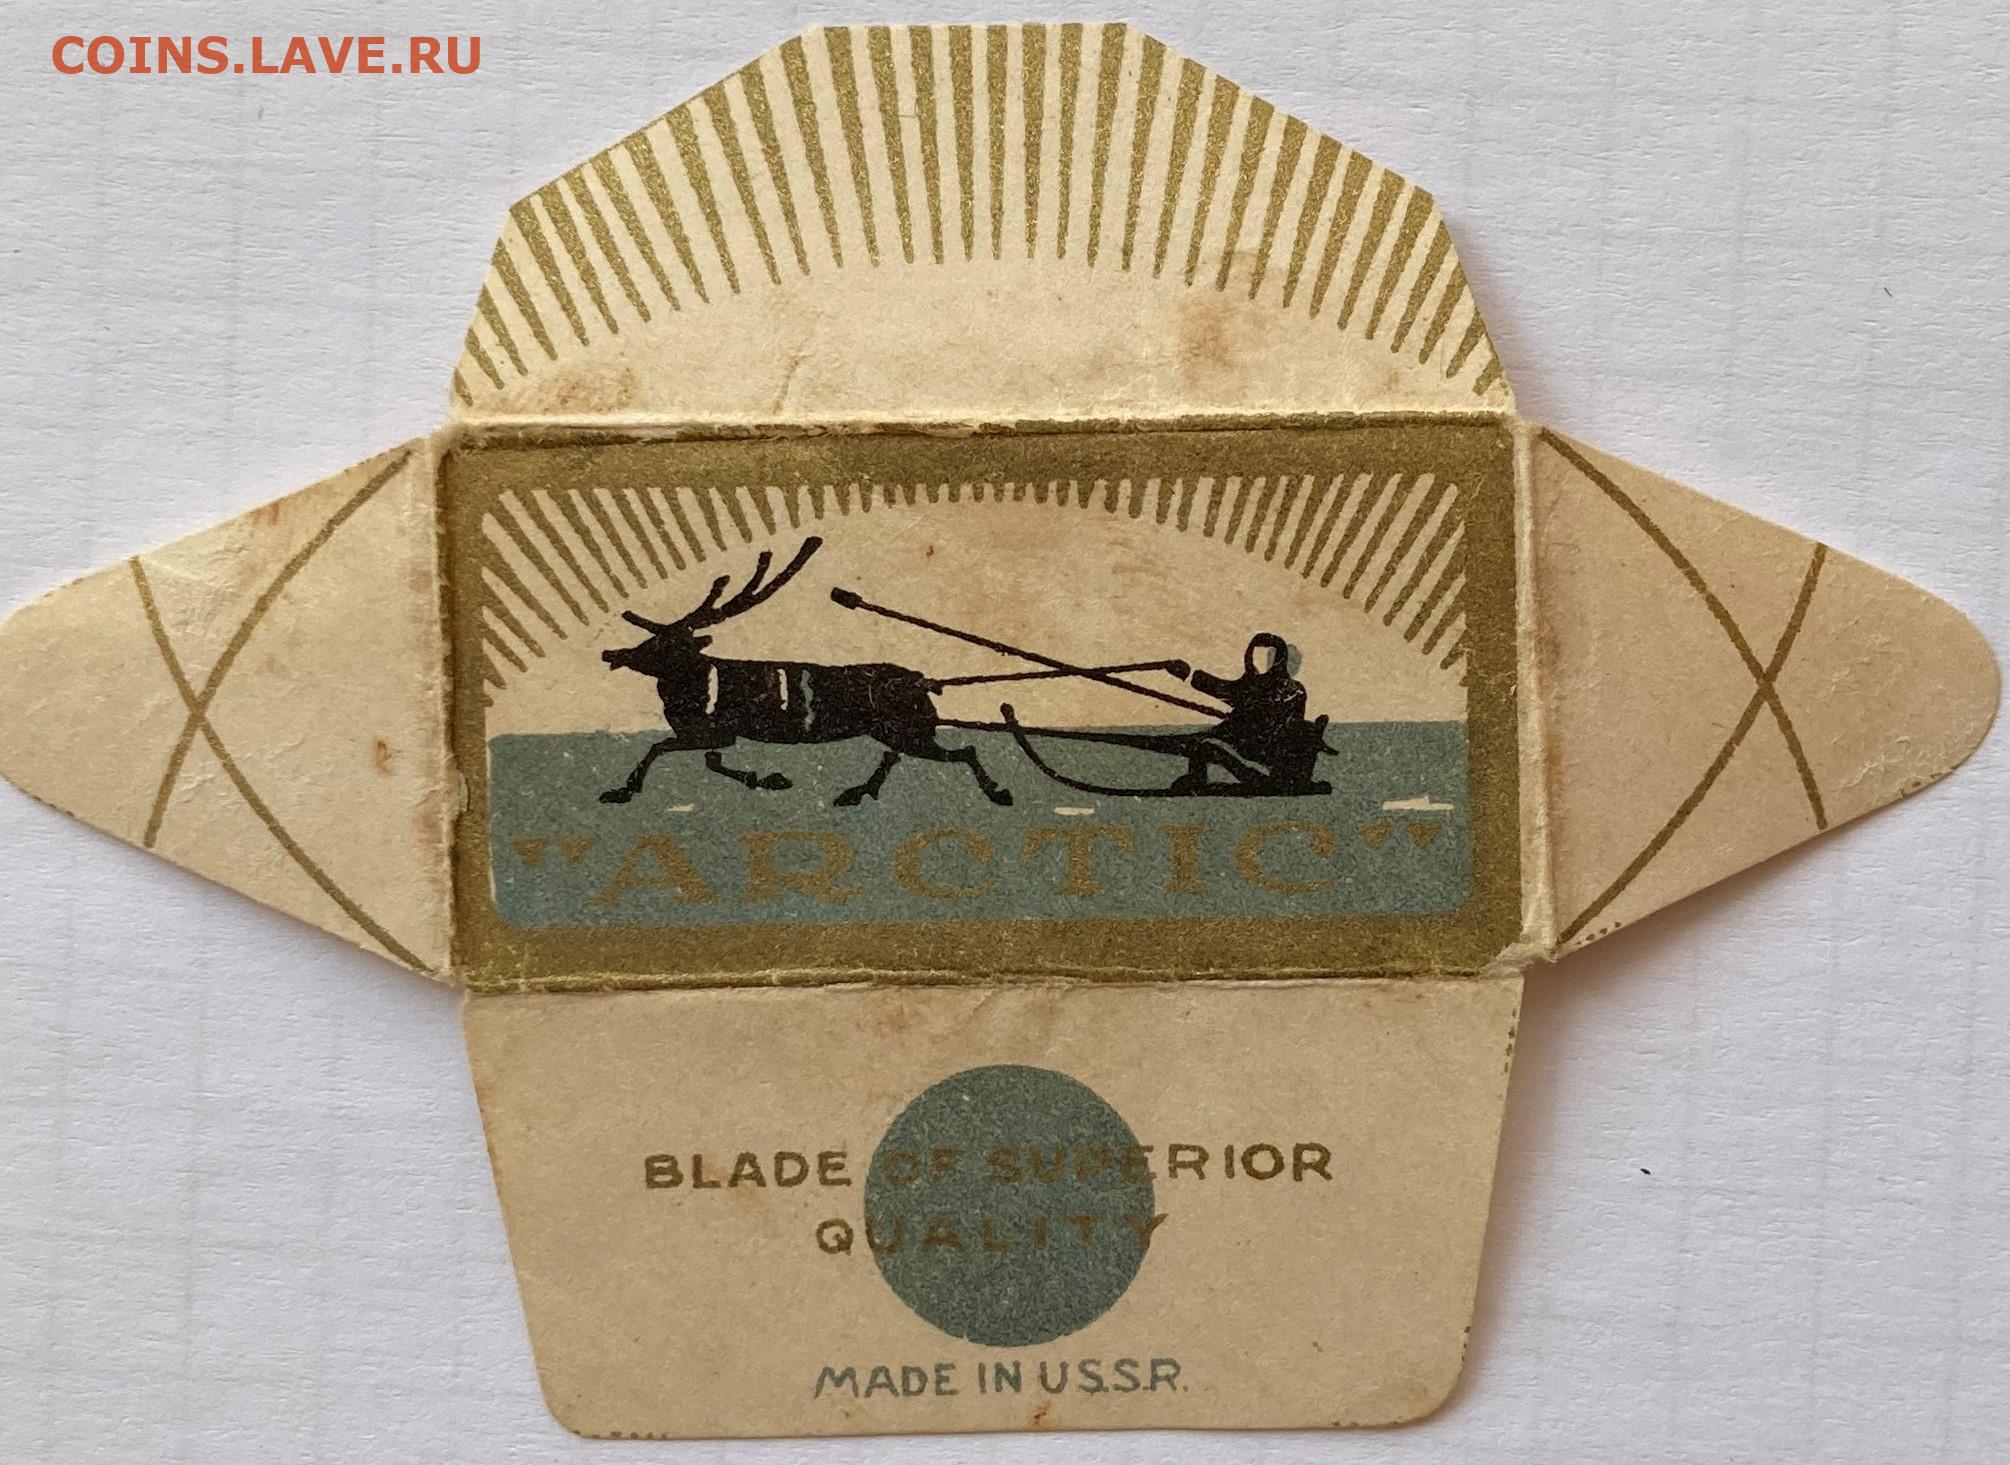 COINS.LAVE.RU
"ARCTIC"
BLADE OF SUPERIOR
QUALITY
MADE IN U.S.S.R.